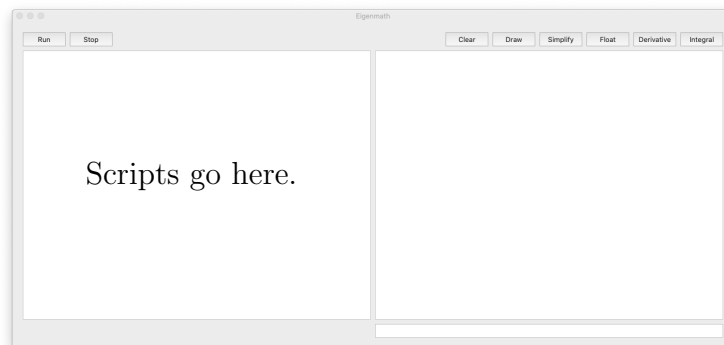 Eigenmath
Run Stop Clear Draw Simplify Float Derivative Integral
Scripts go here.